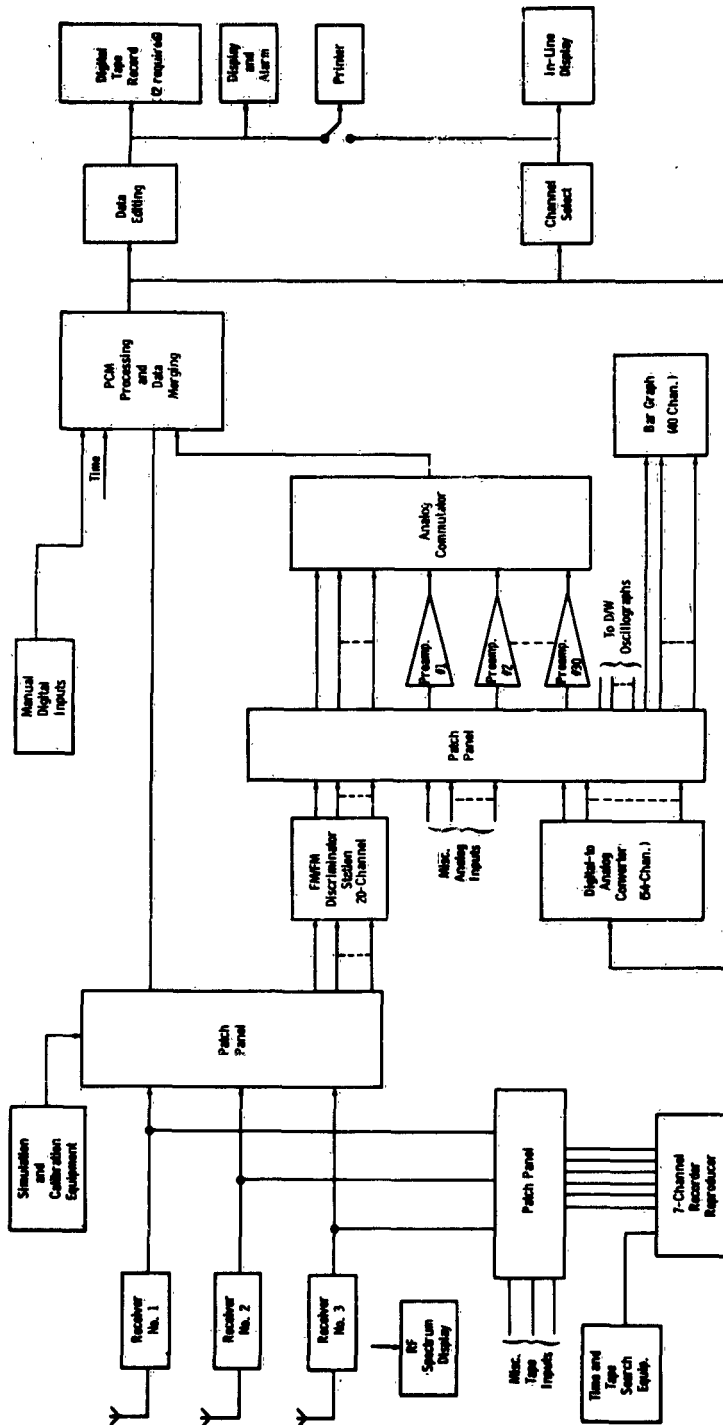 Receiver
No. 1
Receiver
No. 2
Receiver
No. 3
RF
Spectrum
Display
Simulation
and
Calibration
Equipment
Patch
Panel
Misc.
Tape
Inputs
Patch Panel
Time and
Tape
Search
Equip.
7-Channel
Recorder
Reproducer
Manual
Digital
Inputs
Time
PCM
Processing
and
Data
Merging
FM/FM
Discriminator
Station
20-Channel
Misc.
Analog
Inputs
Digital-to
Analog
Converter
(64-Chan.)
Patch
Panel
Preamp.
#1
Preamp.
#2
Preamp.
#30
To D/W
Oscillographs
Analog
Commutator
Bar Graph
(40 Chan.)
Data
Editing
Channel
Select
Digital
Tape
Record
(2 required)
Display
and
Alarm
Printer
In-Line
Display